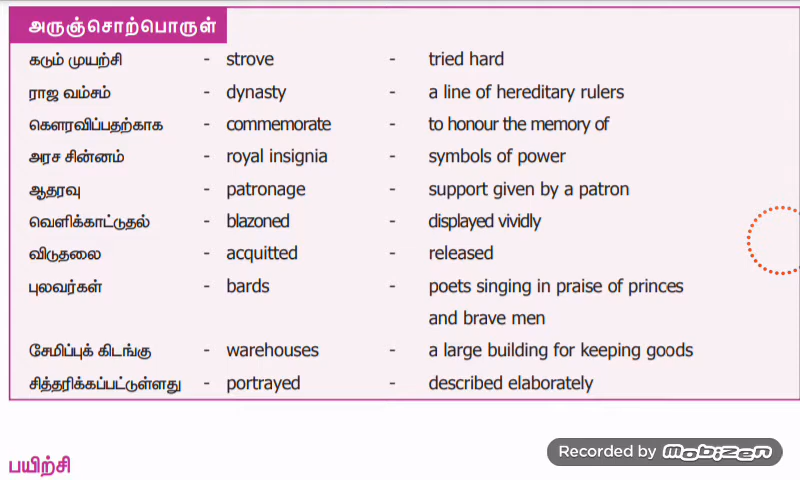 அருஞ்சொற்பொருள்
கடும் முயற்சி - strove - tried hard
ராஜ வம்சம் - dynasty - a line of hereditary rulers
கௌரவிப்பதற்காக - commemorate - to honour the memory of
அரச சின்னம் - royal insignia - symbols of power
ஆதரவு - patronage - support given by a patron
வெளிக்காட்டுதல் - blazoned - displayed vividly
விடுதலை - acquitted - released
புலவர்கள் - bards - poets singing in praise of princes
and brave men
சேமிப்புக் கிடங்கு - warehouses - a large building for keeping goods
சித்தரிக்கப்பட்டுள்ளது - portrayed - described elaborately
பயிற்சி
Recorded by mobizen